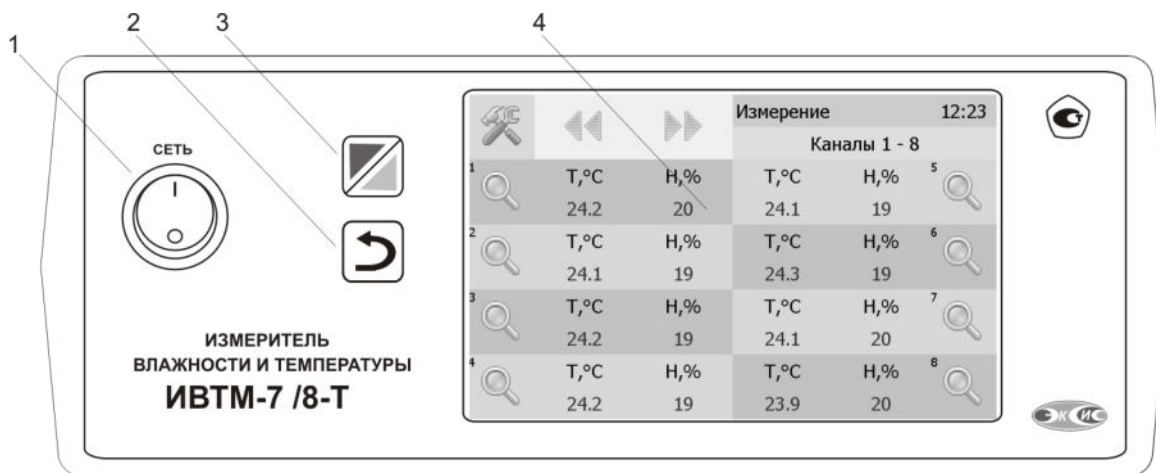 1
2
3
4
СЕТЬ
I
O
ИЗМЕРИТЕЛЬ
ВЛАЖНОСТИ И ТЕМПЕРАТУРЫ
ИВТМ-7 /8-Т
Измерение 12:23
Каналы 1 - 8
1 T,°C H,% T,°C H,% 5
24.2 20 24.1 19
2 T,°C H,% T,°C H,% 6
24.1 19 24.3 19
3 T,°C H,% T,°C H,% 7
24.2 19 24.1 20
4 T,°C H,% T,°C H,% 8
24.2 19 23.9 20
ЭКСИС